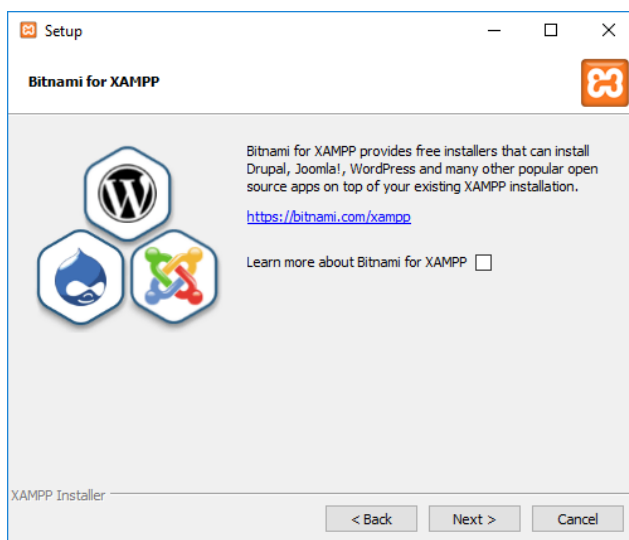 Setup
Bitnami for XAMPP
Bitnami for XAMPP provides free installers that can install
Drupal, Joomla!, WordPress and many other popular open
source apps on top of your existing XAMPP installation.
https://bitnami.com/xampp
Learn more about Bitnami for XAMPP
XAMPP Installer
< Back Next > Cancel